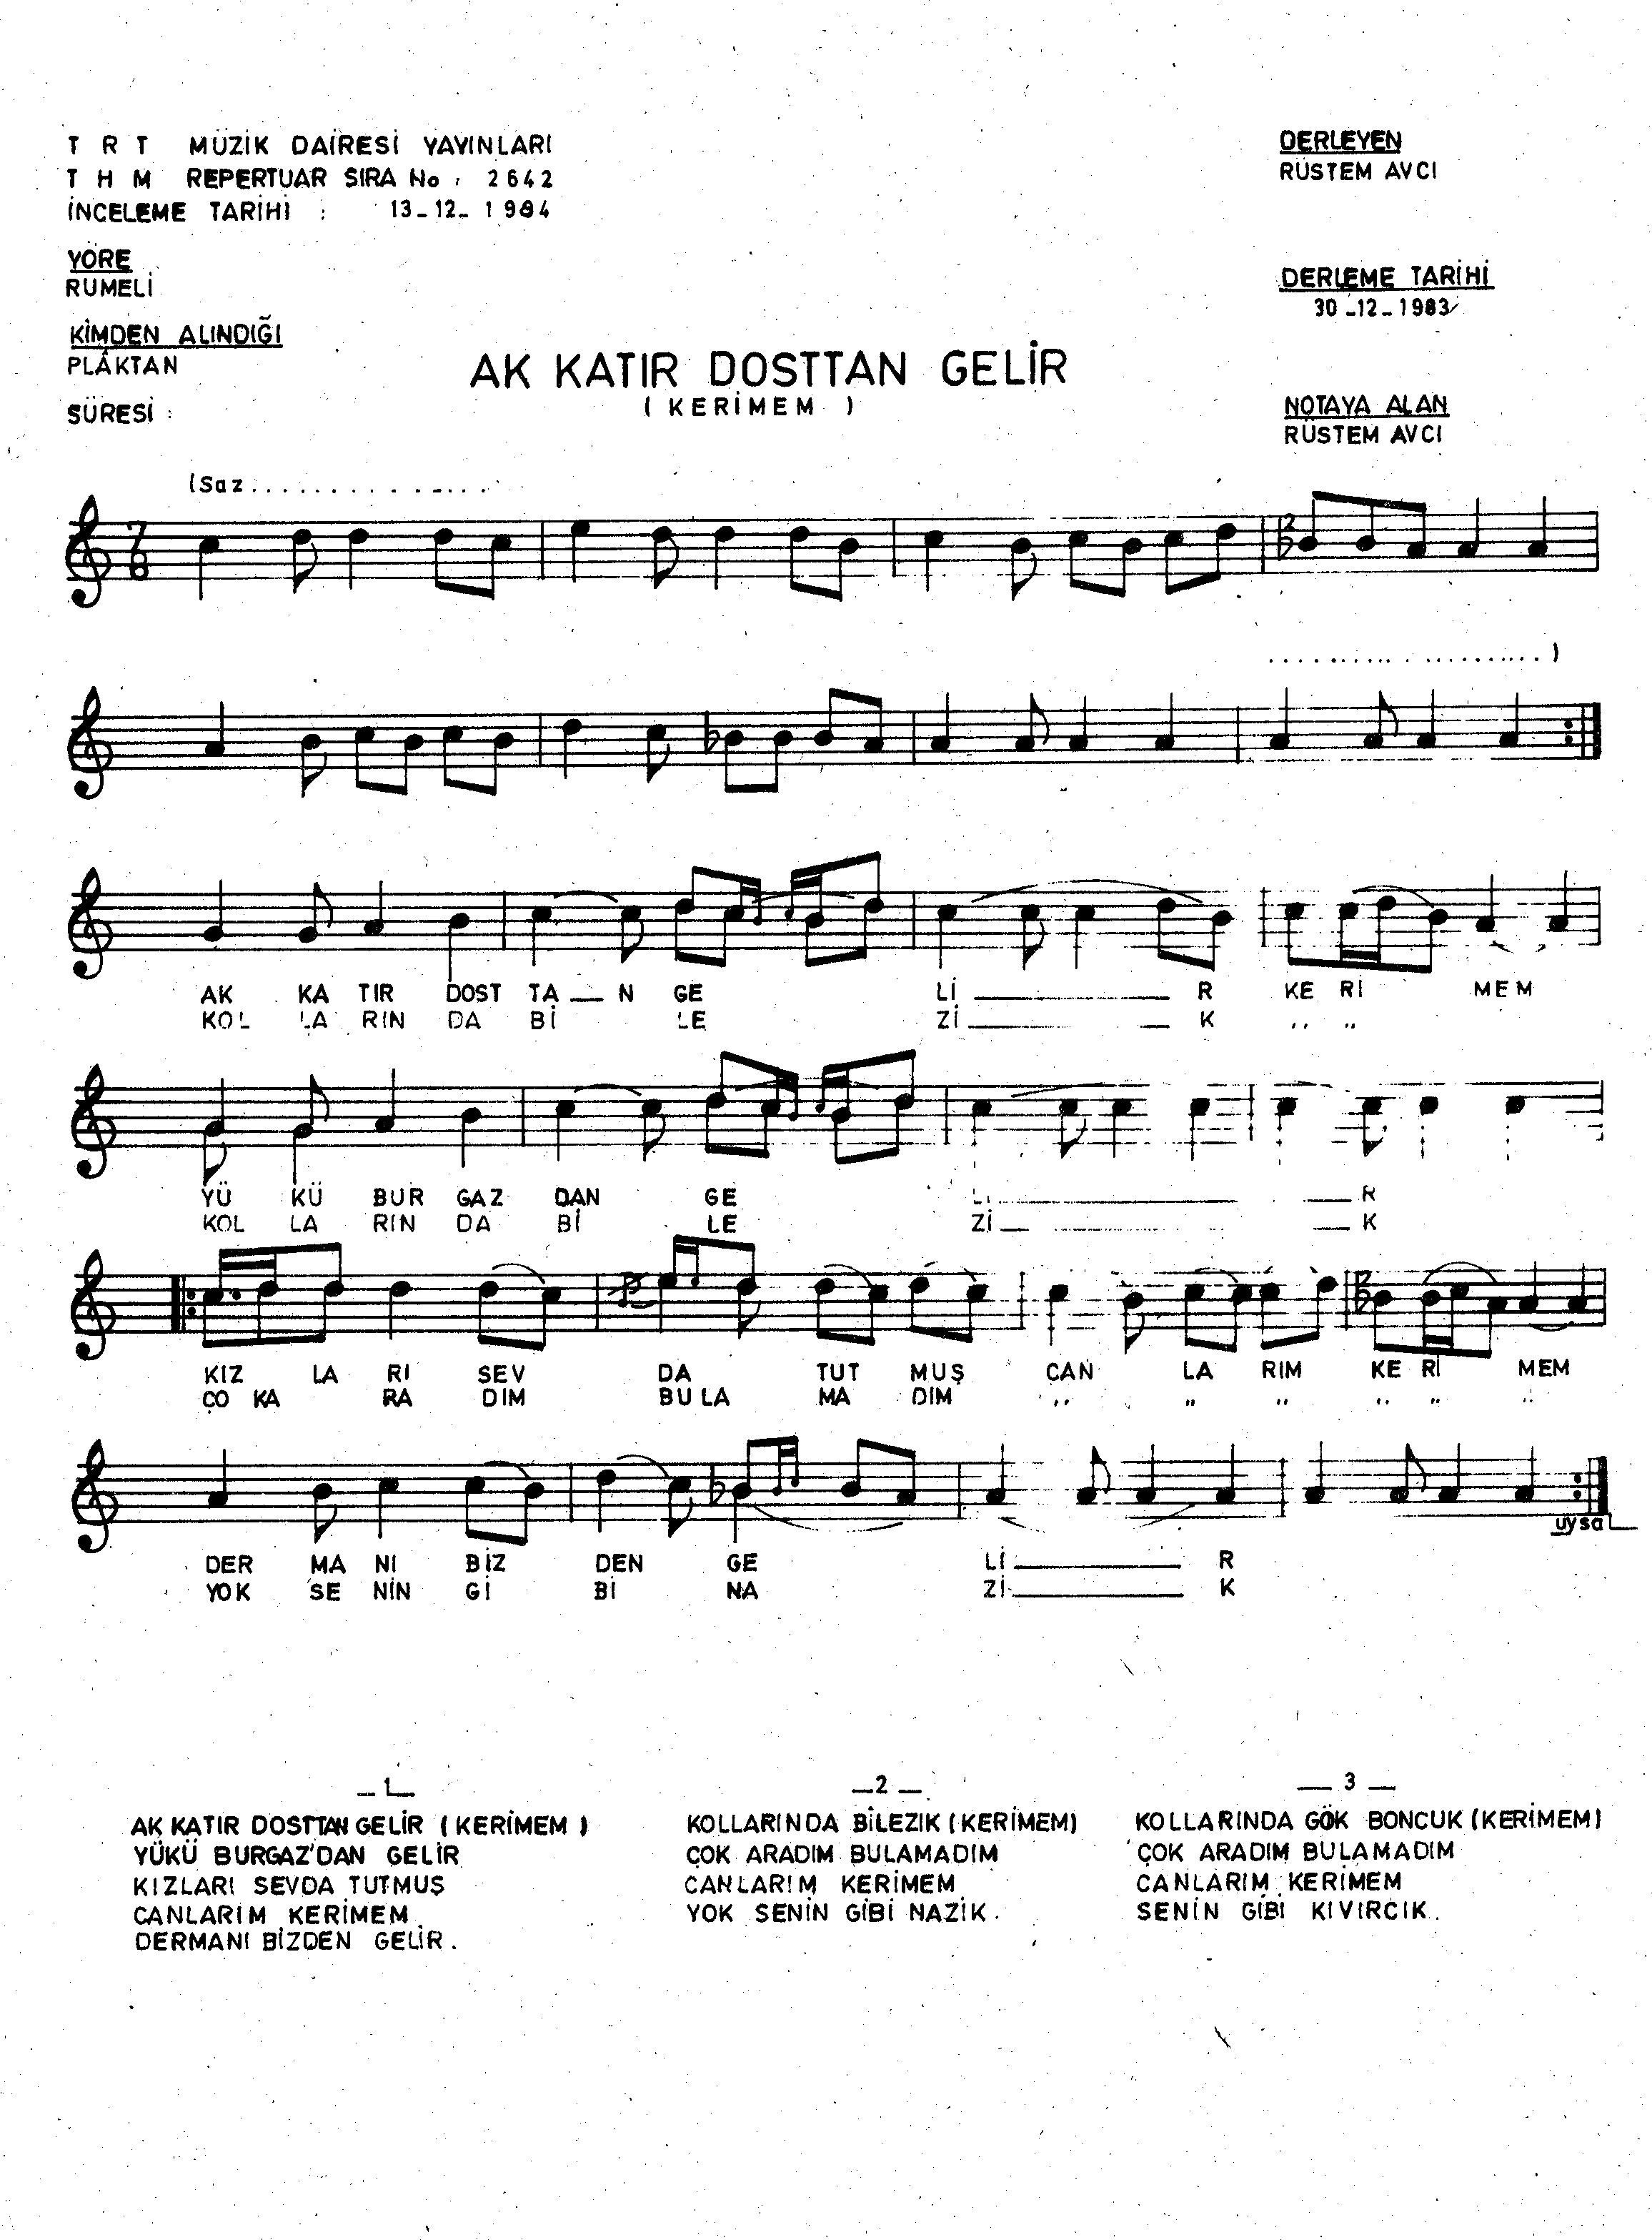 T R T MÜZİK DAİRESİ YAYINLARI
T H M REPERTUAR SIRA No : 2642
İNCELEME TARİHİ : 13-12-1984
YÖRE
RUMELİ
KİMDEN ALINDIĞI
PLÂKTAN
SÜRESİ :
DERLEYEN
RÜSTEM AVCI
DERLEME TARİHİ
30-12-1983
NOTAYA ALAN
RÜSTEM AVCI
AK KATIR DOSTTAN GELİR
( KERİMEM )
(Saz..................
7
8
2
....................)
AK KA TIR DOST TA — N GE Lİ ——— R KE Rİ MEM
KOL LA RIN DA Bİ LE Zİ ——— K ,, ,,
YÜ KÜ BUR GAZ DAN GE Lİ ——— R
KOL LA RIN DA Bİ LE Zİ ——— K
2
KIZ LA RI SEV DA TUT MUŞ CAN LA RIM KE Rİ MEM
ÇO KA RA DIM BU LA MA DIM ,, ,, ,, ,, ,, ,,
uysal
DER MA NI BİZ DEN GE Lİ ——— R
YOK SE NİN Gİ Bİ NA Zİ ——— K
— 1 —
AK KATIR DOSTTAN GELİR ( KERİMEM )
YÜKÜ BURGAZ'DAN GELİR
KIZLARI SEVDA TUTMUŞ
CANLARIM KERİMEM
DERMANI BİZDEN GELİR.
— 2 —
KOLLARINDA BİLEZİK (KERİMEM)
ÇOK ARADIM BULAMADIM
CANLARIM KERİMEM
YOK SENİN GİBİ NAZİK.
— 3 —
KOLLARINDA GÖK BONCUK (KERİMEM)
ÇOK ARADIM BULAMADIM
CANLARIM KERİMEM
SENİN GİBİ KIVIRCIK.